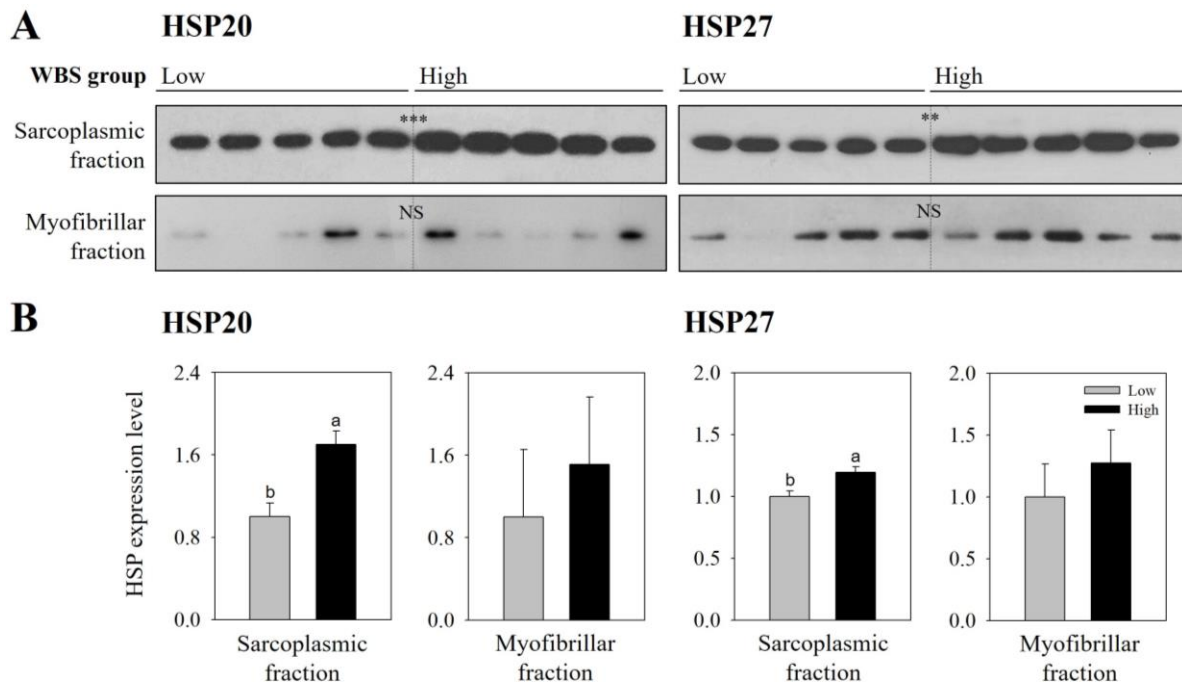 A
HSP20
HSP27
WBS group
Low
High
Low
High
Sarcoplasmic
fraction
***
**
Myofibrillar
fraction
NS
NS
B
HSP20
HSP27
HSP expression level
2.4
1.6
0.8
0.0
b
a
Sarcoplasmic
fraction
2.4
1.6
0.8
0.0
Myofibrillar
fraction
2.0
1.5
1.0
0.5
0.0
b
a
Sarcoplasmic
fraction
2.0
1.5
1.0
0.5
0.0
Low
High
Myofibrillar
fraction